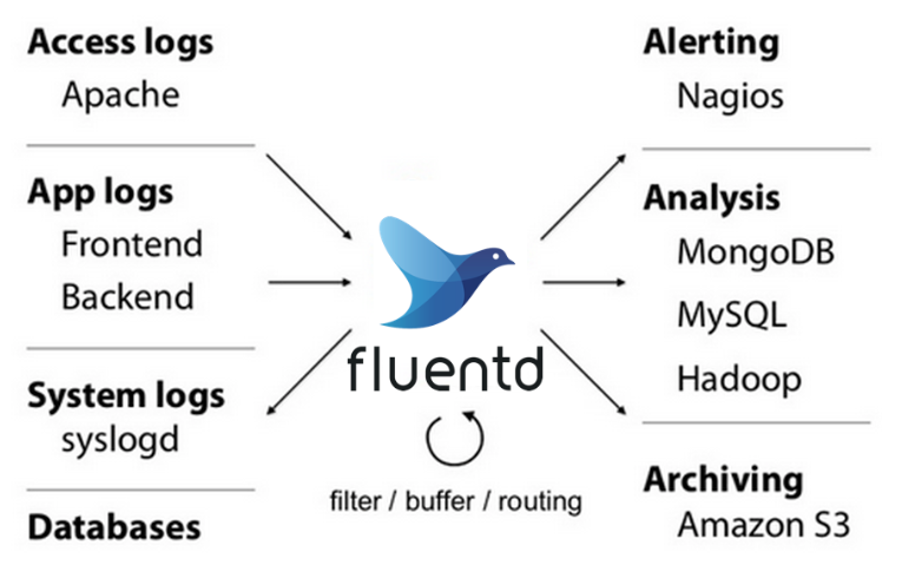 Access logs
Apache
App logs
Frontend
Backend
System logs
syslogd
Databases
fluentd
filter / buffer / routing
Alerting
Nagios
Analysis
MongoDB
MySQL
Hadoop
Archiving
Amazon S3